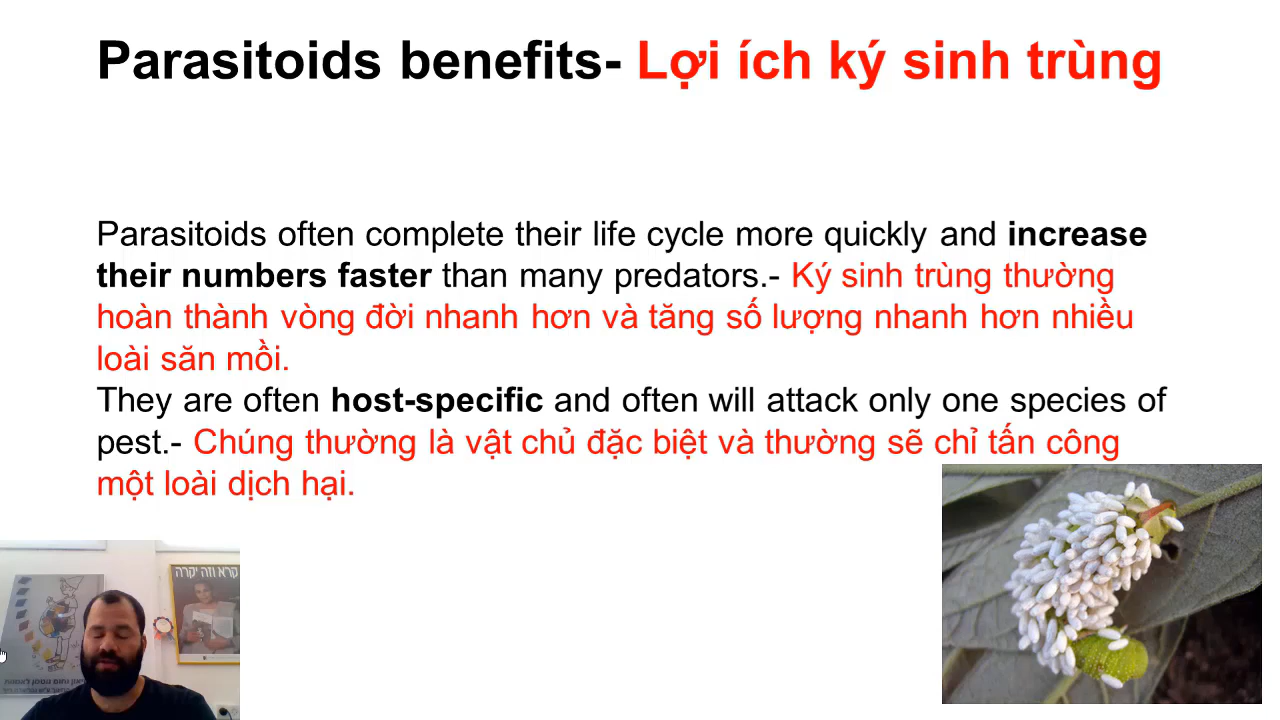 Parasitoids benefits- Lợi ích ký sinh trùng
Parasitoids often complete their life cycle more quickly and increase
their numbers faster than many predators.- Ký sinh trùng thường
hoàn thành vòng đời nhanh hơn và tăng số lượng nhanh hơn nhiều
loài săn mồi.
They are often host-specific and often will attack only one species of
pest.- Chúng thường là vật chủ đặc biệt và thường sẽ chỉ tấn công
một loài dịch hại.
קרא וזה יקרה